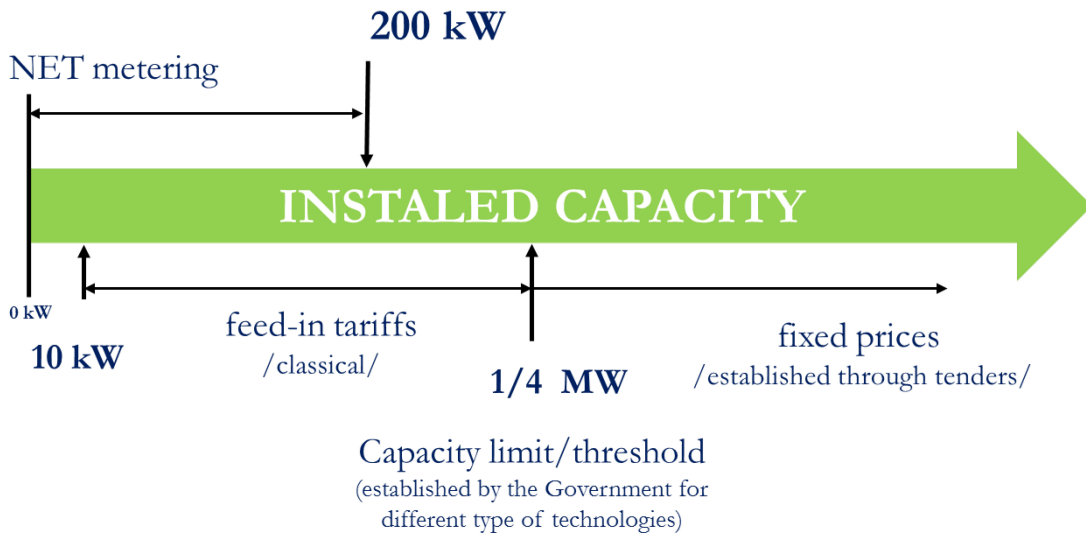 200 kW
NET metering
INSTALED CAPACITY
0 kW
10 kW
feed-in tariffs
/classical/
1/4 MW
fixed prices
/established through tenders/
Capacity limit/threshold
(established by the Government for
different type of technologies)